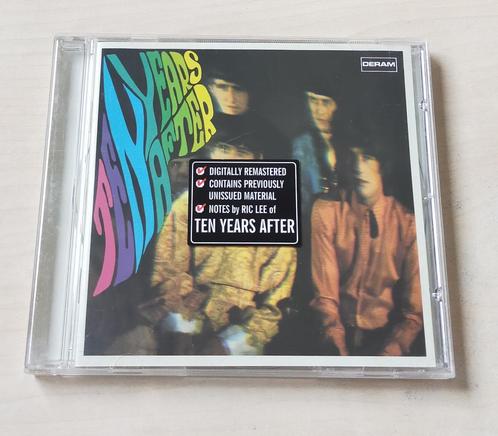 TEN YEARS AFTER
DERAM
DIGITALLY REMASTERED
CONTAINS PREVIOUSLY
UNISSUED MATERIAL
NOTES by RIC LEE of
TEN YEARS AFTER